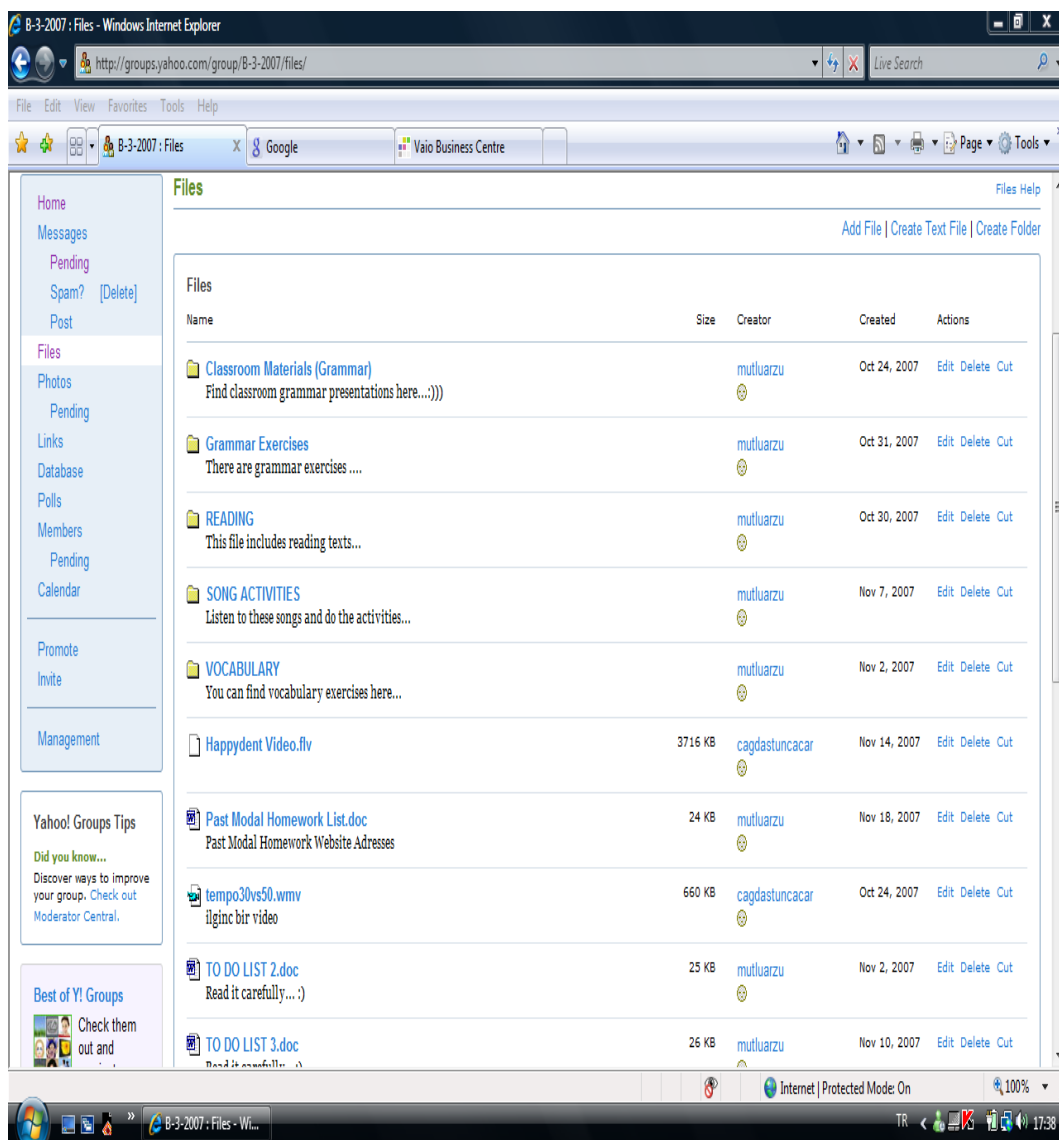 B-3-2007 : Files - Windows Internet Explorer
http://groups.yahoo.com/group/B-3-2007/files/
Live Search
File Edit View Favorites Tools Help
B-3-2007 : Files X Google Vaio Business Centre Page Tools
Home
Messages
Pending
Spam? [Delete]
Post
Files
Photos
Pending
Links
Database
Polls
Members
Pending
Calendar
Promote
Invite
Management
Yahoo! Groups Tips
Did you know...
Discover ways to improve
your group. Check out
Moderator Central.
Best of Y! Groups
Check them
out and
Files
Files Help
Add File | Create Text File | Create Folder
Files
Name Size Creator Created Actions
Classroom Materials (Grammar) mutluarzu Oct 24, 2007 Edit Delete Cut
Find classroom grammar presentations here...:)))
Grammar Exercises mutluarzu Oct 31, 2007 Edit Delete Cut
There are grammar exercises ....
READING mutluarzu Oct 30, 2007 Edit Delete Cut
This file includes reading texts...
SONG ACTIVITIES mutluarzu Nov 7, 2007 Edit Delete Cut
Listen to these songs and do the activities...
VOCABULARY mutluarzu Nov 2, 2007 Edit Delete Cut
You can find vocabulary exercises here...
Happydent Video.flv 3716 KB cagdastuncacar Nov 14, 2007 Edit Delete Cut
Past Modal Homework List.doc 24 KB mutluarzu Nov 18, 2007 Edit Delete Cut
Past Modal Homework Website Adresses
tempo30vs50.wmv 660 KB cagdastuncacar Oct 24, 2007 Edit Delete Cut
ilginc bir video
TO DO LIST 2.doc 25 KB mutluarzu Nov 2, 2007 Edit Delete Cut
Read it carefully... :)
TO DO LIST 3.doc 26 KB mutluarzu Nov 10, 2007 Edit Delete Cut
Read it carefully... :)
Internet | Protected Mode: On 100%
B-3-2007 : Files - Wi... TR 17:38